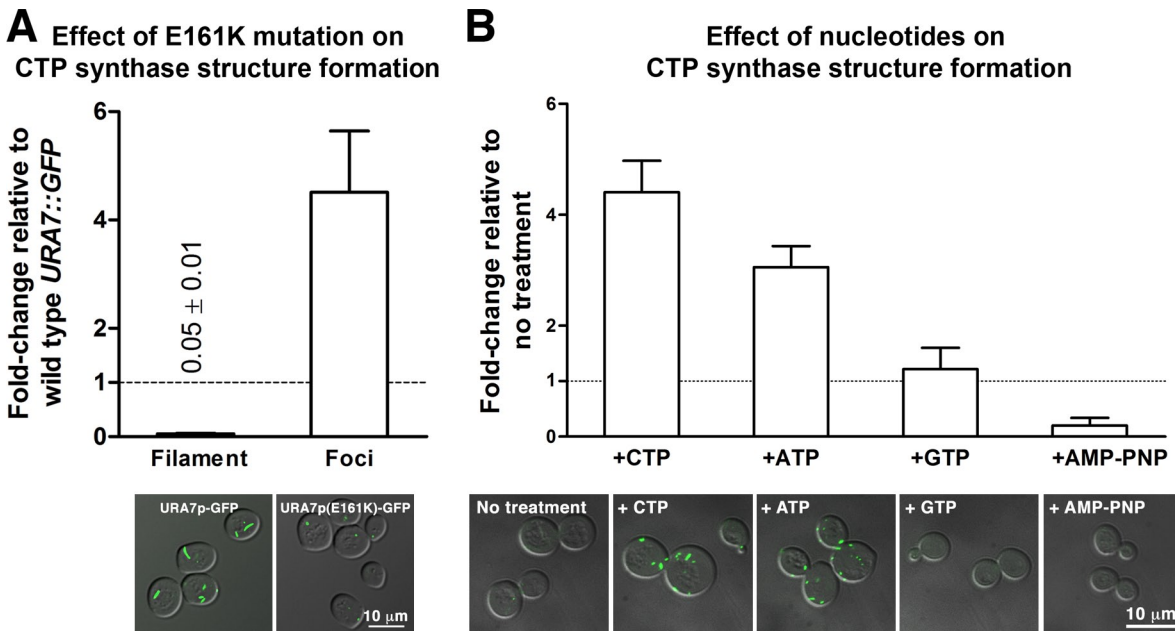 A
Effect of E161K mutation on
CTP synthase structure formation
Fold-change relative to
wild type URA7::GFP
6
4
2
1
0
0.05 ± 0.01
Filament
Foci
URA7p-GFP
URA7p(E161K)-GFP
10 µm
B
Effect of nucleotides on
CTP synthase structure formation
Fold-change relative to
no treatment
6
4
2
1
0
+CTP
+ATP
+GTP
+AMP-PNP
No treatment
+ CTP
+ ATP
+ GTP
+ AMP-PNP
10 µm